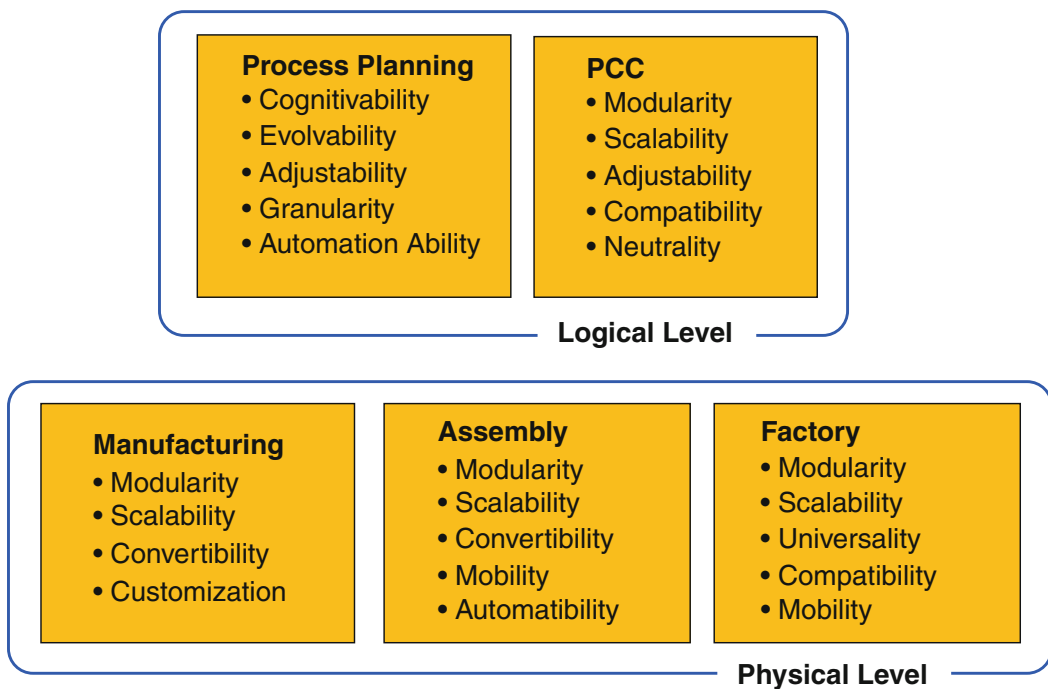 Process Planning
• Cognitivability
• Evolvability
• Adjustability
• Granularity
• Automation Ability
PCC
• Modularity
• Scalability
• Adjustability
• Compatibility
• Neutrality
Logical Level
Manufacturing
• Modularity
• Scalability
• Convertibility
• Customization
Assembly
• Modularity
• Scalability
• Convertibility
• Mobility
• Automatibility
Factory
• Modularity
• Scalability
• Universality
• Compatibility
• Mobility
Physical Level